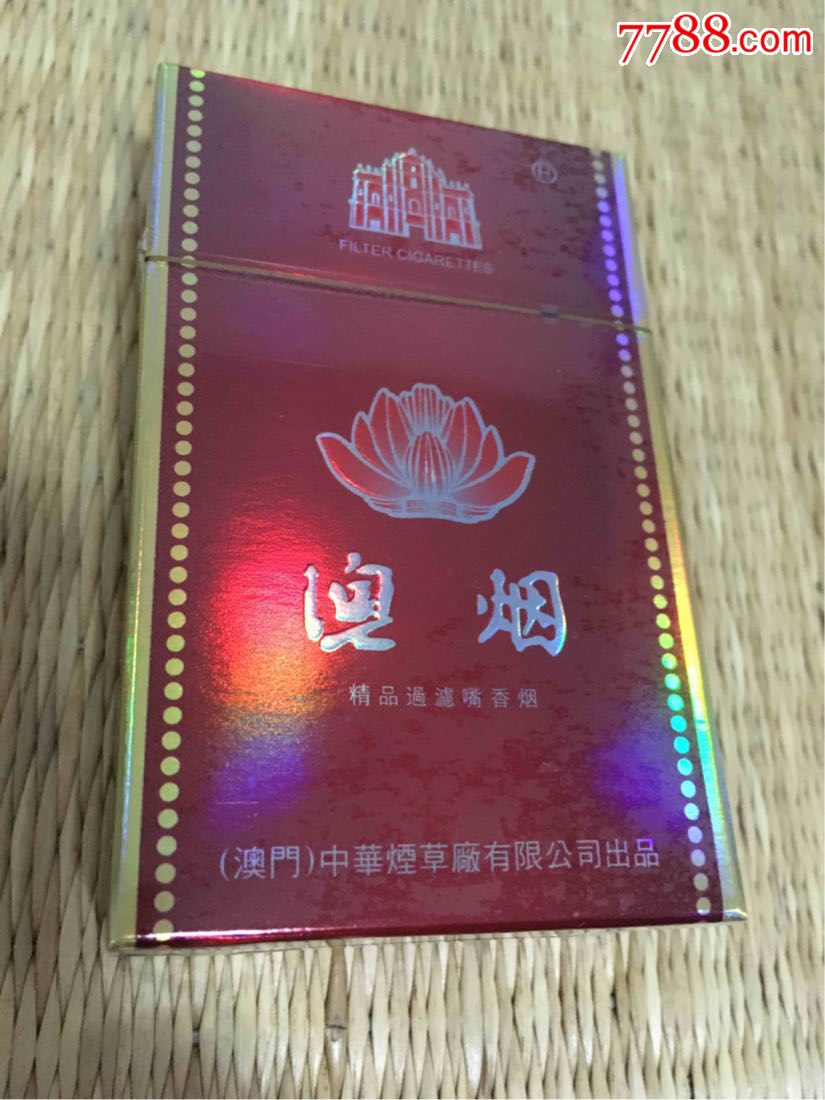 7788.com
®
FILTER CIGARETTES
澳烟
精品過濾嘴香烟
(澳門)中華煙草廠有限公司出品